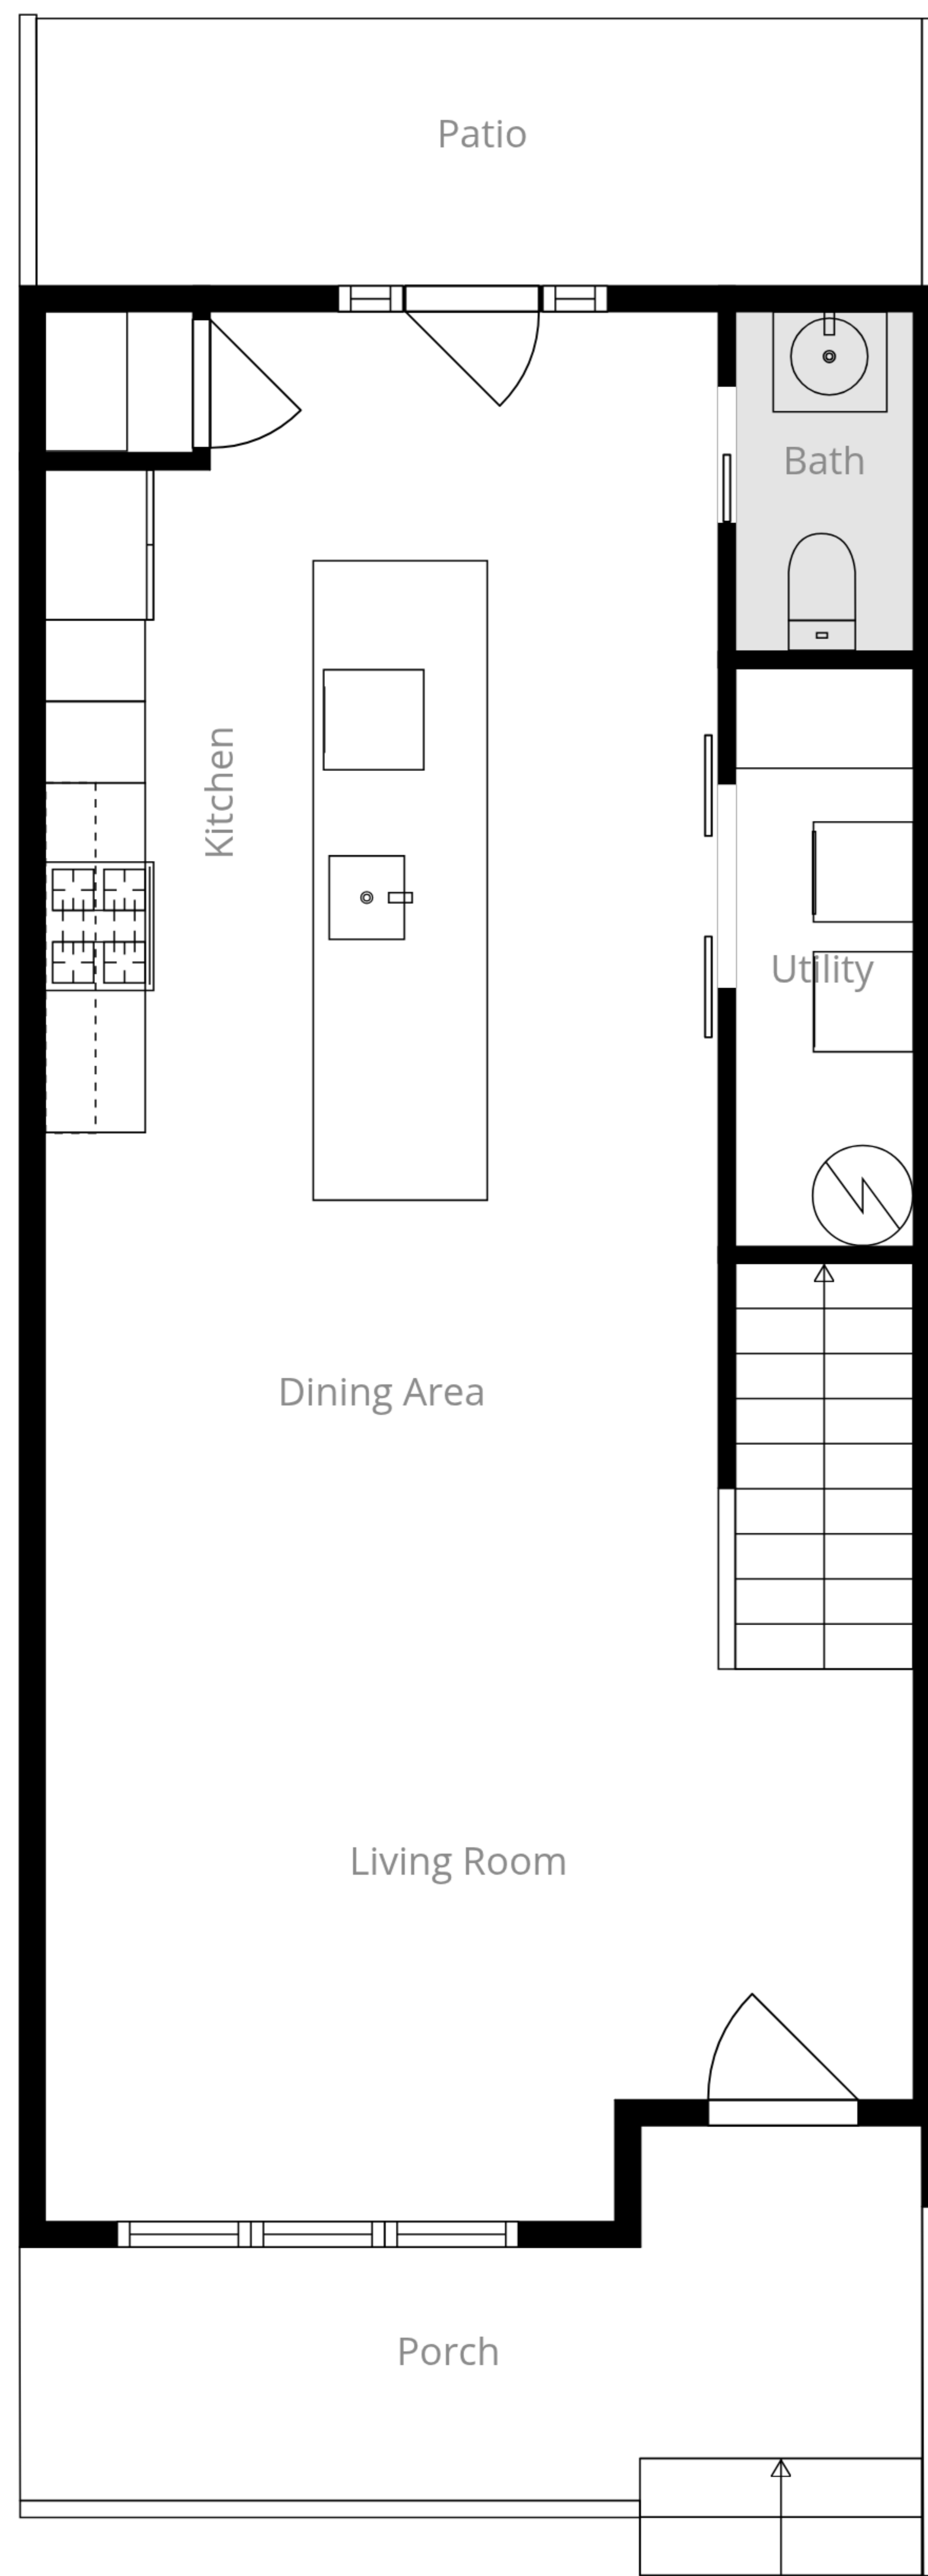 Patio
Bath
Kitchen
Utility
Dining Area
Living Room
Porch